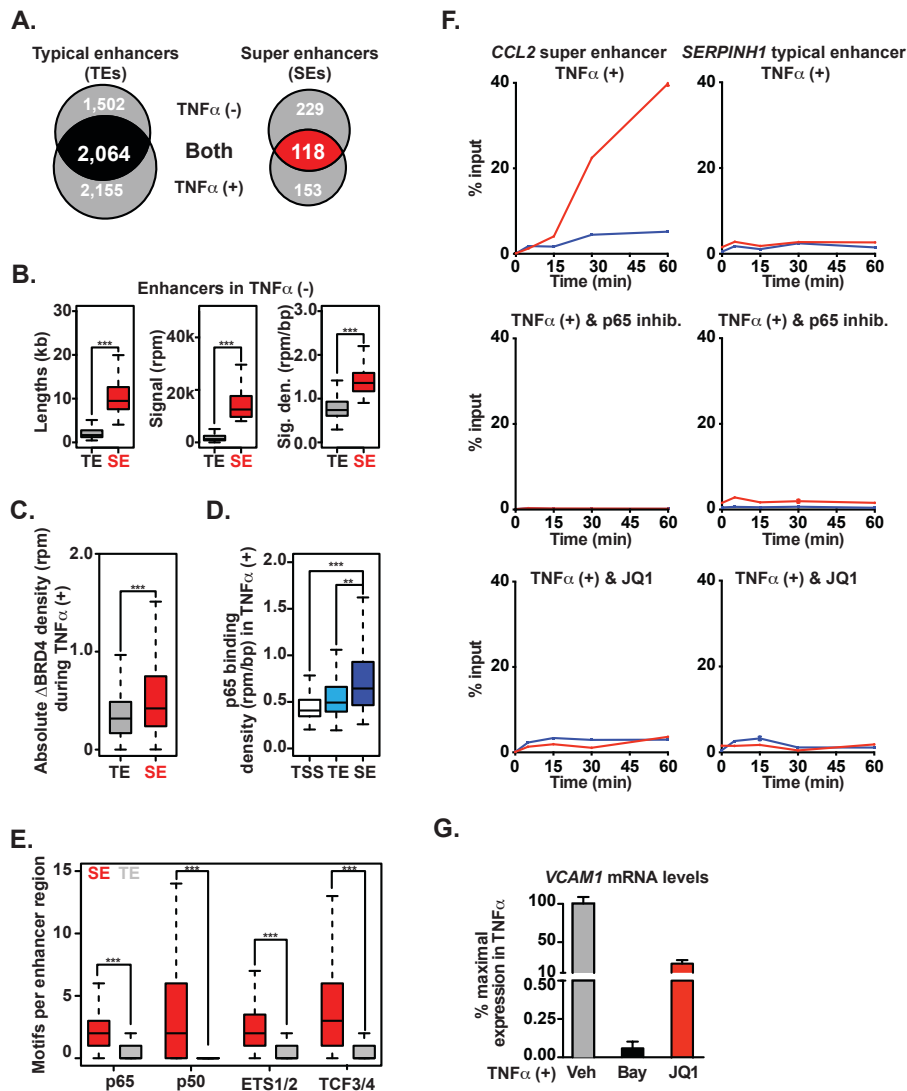 A.
Typical enhancers
(TEs)
Super enhancers
(SEs)
1,502
TNFα (-)
229
2,064
Both
118
2,155
TNFα (+)
153
B.
Enhancers in TNFα (-)
Lengths (kb)
30
20
10
0
***
TE SE
Signal (rpm)
40k
20k
0
***
TE SE
Sig. den. (rpm/bp)
3.0
2.0
1.0
0.0
***
TE SE
C.
Absolute ΔBRD4 density (rpm)
during TNFα (+)
2.0
1.0
0
***
TE SE
D.
p65 binding
density (rpm/bp) in TNFα (+)
2.0
1.5
1.0
0.5
0.0
***
**
TSS TE SE
E.
Motifs per enhancer region
15
10
5
0
SE TE
***
***
***
***
p65 p50 ETS1/2 TCF3/4
F.
CCL2 super enhancer
TNFα (+)
% input
40
20
0
0 15 30 45 60
Time (min)
SERPINH1 typical enhancer
TNFα (+)
40
20
0
0 15 30 45 60
Time (min)
TNFα (+) & p65 inhib.
% input
40
20
0
0 15 30 45 60
Time (min)
TNFα (+) & p65 inhib.
40
20
0
0 15 30 45 60
Time (min)
TNFα (+) & JQ1
% input
40
20
0
0 15 30 45 60
Time (min)
TNFα (+) & JQ1
40
20
0
0 15 30 45 60
Time (min)
G.
VCAM1 mRNA levels
% maximal
expression in TNFα
100
50
10
0.50
0.25
0.00
TNFα (+) Veh Bay JQ1